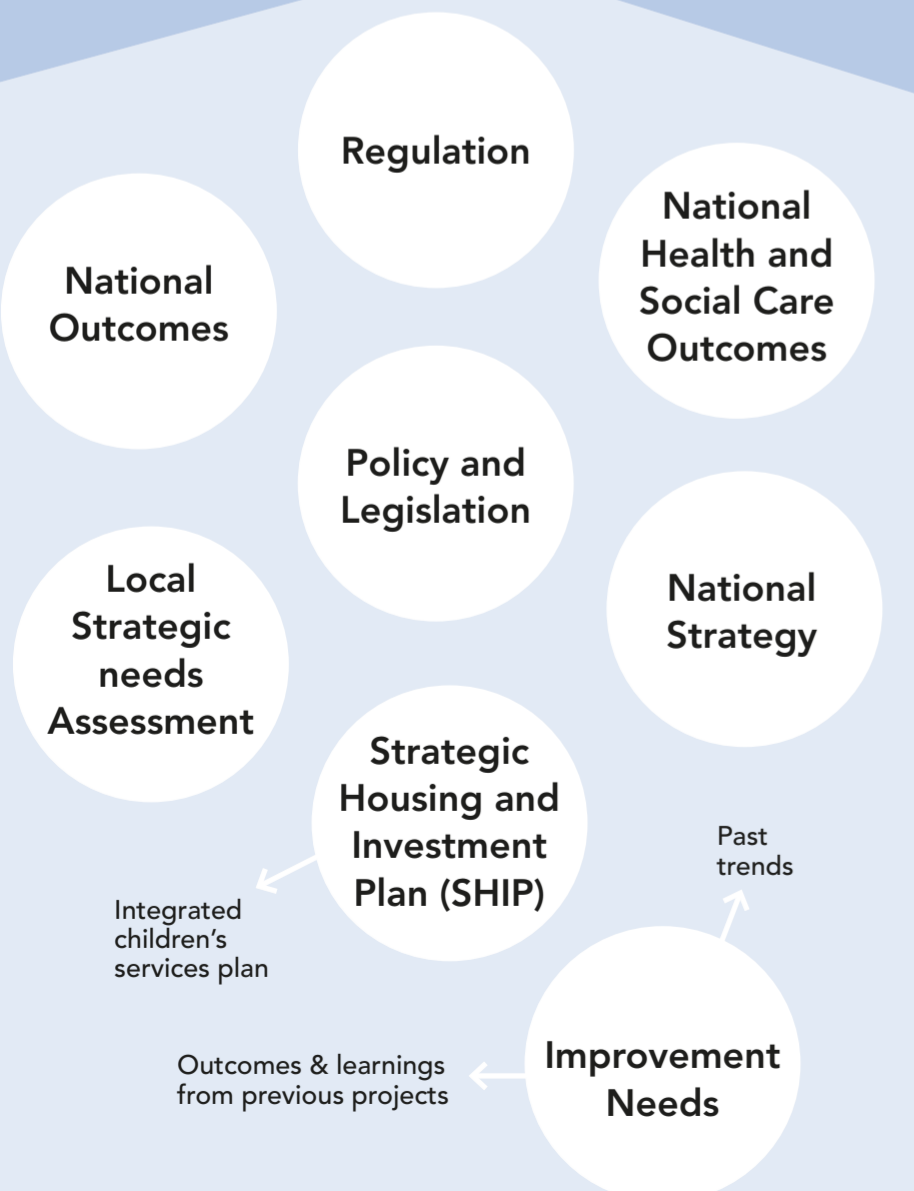 Regulation
National
Outcomes
National
Health and
Social Care
Outcomes
Policy and
Legislation
Local
Strategic
needs
Assessment
National
Strategy
Strategic
Housing and
Investment
Plan (SHIP)
Integrated
children’s
services plan
Past
trends
Outcomes & learnings
from previous projects
Improvement
Needs